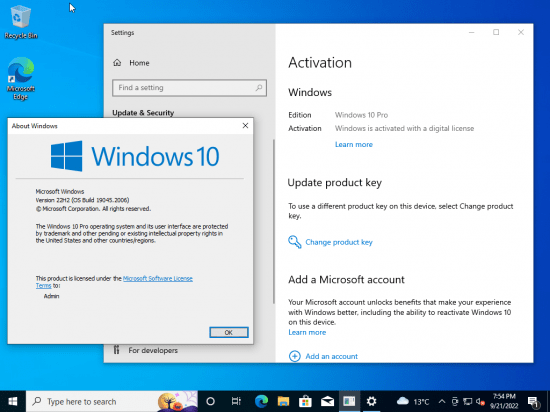 Recycle Bin
Microsoft
Edge
Settings
Home
Find a setting
Update & Security
For developers
Activation
Windows
Edition Windows 10 Pro
Activation Windows is activated with a digital license
Learn more
Update product key
To use a different product key on this device, select Change product
key.
Change product key
Add a Microsoft account
Your Microsoft account unlocks benefits that make your experience
with Windows better, including the ability to reactivate Windows 10
on this device.
Learn more
Add an account
About Windows
Windows 10
Microsoft Windows
Version 22H2 (OS Build 19045.2006)
© Microsoft Corporation. All rights reserved.
The Windows 10 Pro operating system and its user interface are protected
by trademark and other pending or existing intellectual property rights in
the United States and other countries/regions.
This product is licensed under the Microsoft Software License
Terms to:
Admin
OK
Type here to search
13°C
7:54 PM
9/21/2022